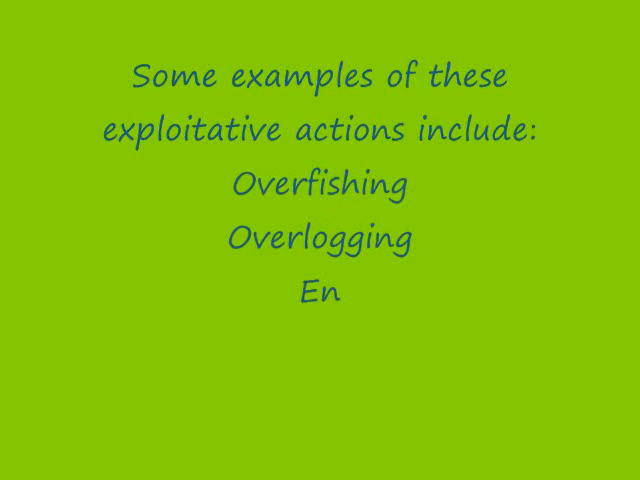 Some examples of these
exploitative actions include:
Overfishing
Overlogging
En